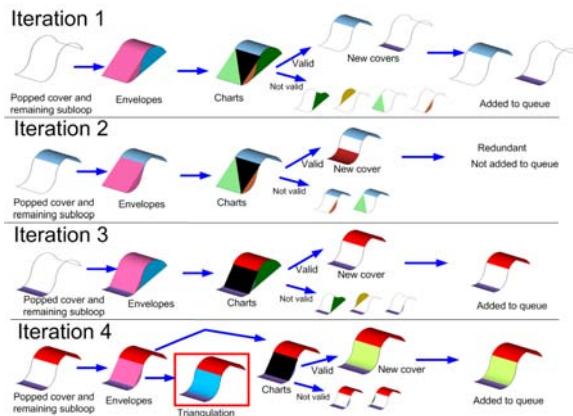 Iteration 1
Valid
New covers
Not valid
Popped cover and
remaining subloop
Envelopes
Charts
Added to queue
Iteration 2
Valid
New cover
Redundant
Not added to queue
Not valid
Popped cover and
remaining subloop
Envelopes
Charts
Iteration 3
Valid
New cover
Not valid
Popped cover and
remaining subloop
Envelopes
Charts
Added to queue
Iteration 4
Valid
New cover
Not valid
Popped cover and
remaining subloop
Envelopes
Triangulation
Charts
Added to queue